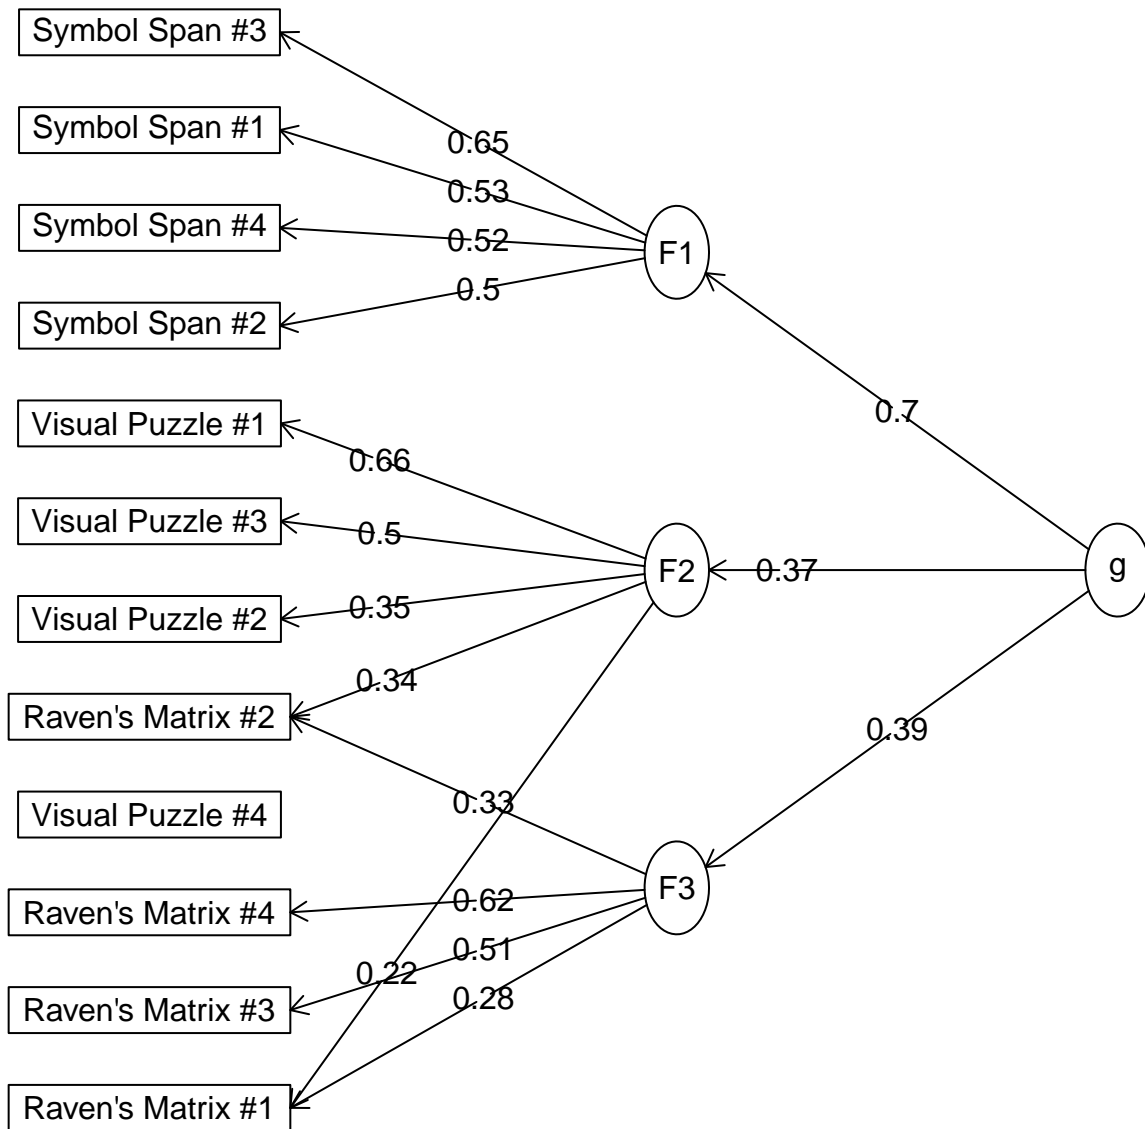 Symbol Span #3
Symbol Span #1
0.65
0.53
Symbol Span #4
0.52
F1
0.5
Symbol Span #2
0.7
Visual Puzzle #1
0.66
Visual Puzzle #3
0.5
F2
0.37
g
Visual Puzzle #2
0.35
0.34
Raven's Matrix #2
0.39
0.33
Visual Puzzle #4
F3
0.62
Raven's Matrix #4
0.51
0.22
0.28
Raven's Matrix #3
Raven's Matrix #1